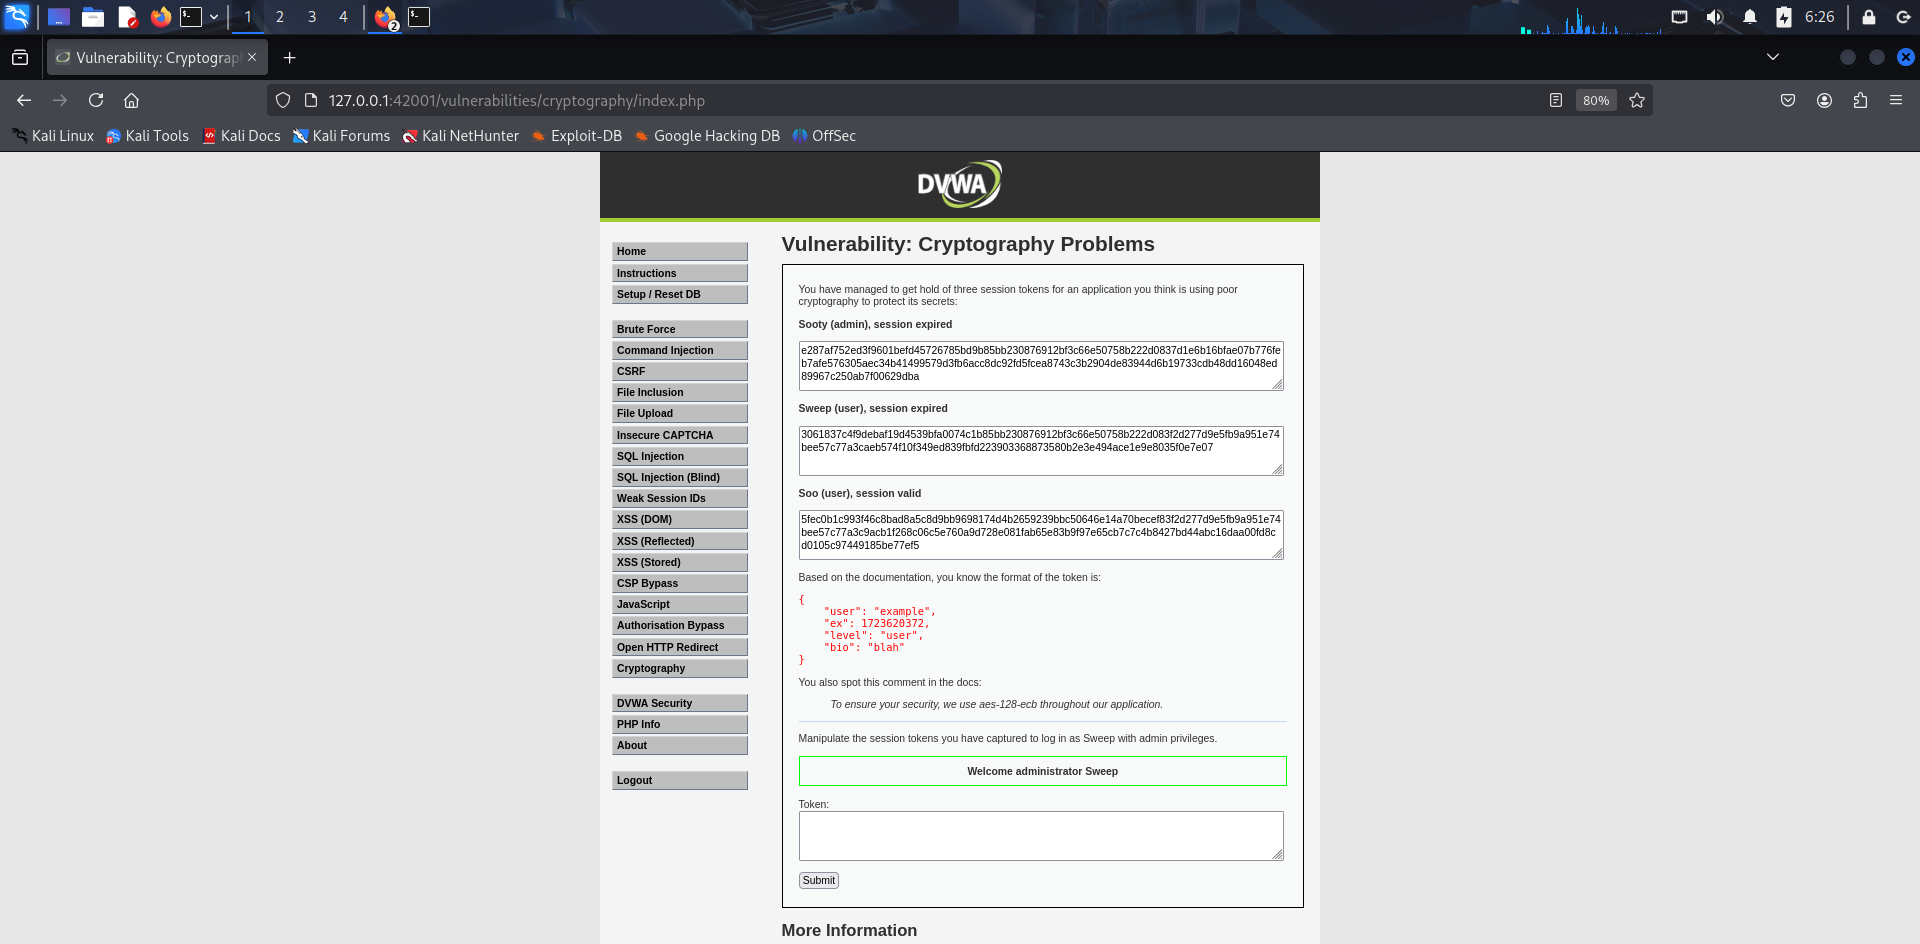 1
2
3
4
2
6:26
Vulnerability: Cryptograp
127.0.0.1:42001/vulnerabilities/cryptography/index.php
80%
Kali Linux
Kali Tools
Kali Docs
Kali Forums
Kali NetHunter
Exploit-DB
Google Hacking DB
OffSec
DVWA
Home
Instructions
Setup / Reset DB
Brute Force
Command Injection
CSRF
File Inclusion
File Upload
Insecure CAPTCHA
SQL Injection
SQL Injection (Blind)
Weak Session IDs
XSS (DOM)
XSS (Reflected)
XSS (Stored)
CSP Bypass
JavaScript
Authorisation Bypass
Open HTTP Redirect
Cryptography
DVWA Security
PHP Info
About
Logout
Vulnerability: Cryptography Problems
You have managed to get hold of three session tokens for an application you think is using poor
cryptography to protect its secrets:
Sooty (admin), session expired
e287af752ed3f9601befd45726785bd9b85bb230876912bf3c66e50758b222d0837d1e6b16bfae07b776fe
b7afe576305aec34b41499579d3fb6acc8dc92fd5fcea8743c3b2904de83944d6b19733cdb48dd16048ed
89967c250ab7f00629dba
Sweep (user), session expired
3061837c4f9debaf19d4539bfa0074c1b85bb230876912bf3c66e50758b222d083f2d277d9e5fb9a951e74
bee57c77a3caeb574f10f349ed839fbfd223903368873580b2e3e494ace1e9e8035f0e7e07
Soo (user), session valid
5fec0b1c993f46c8bad8a5c8d9bb9698174d4b2659239bbc50646e14a70becef83f2d277d9e5fb9a951e74
bee57c77a3c9acb1f268c06c5e760a9d728e081fab65e83b9f97e65cb7c7c4b8427bd44abc16daa00fd8c
d0105c97449185be77ef5
Based on the documentation, you know the format of the token is:
{
"user": "example",
"ex": 1723620372,
"level": "user",
"bio": "blah"
}
You also spot this comment in the docs:
To ensure your security, we use aes-128-ecb throughout our application.
Manipulate the session tokens you have captured to log in as Sweep with admin privileges.
Welcome administrator Sweep
Token:
Submit
More Information